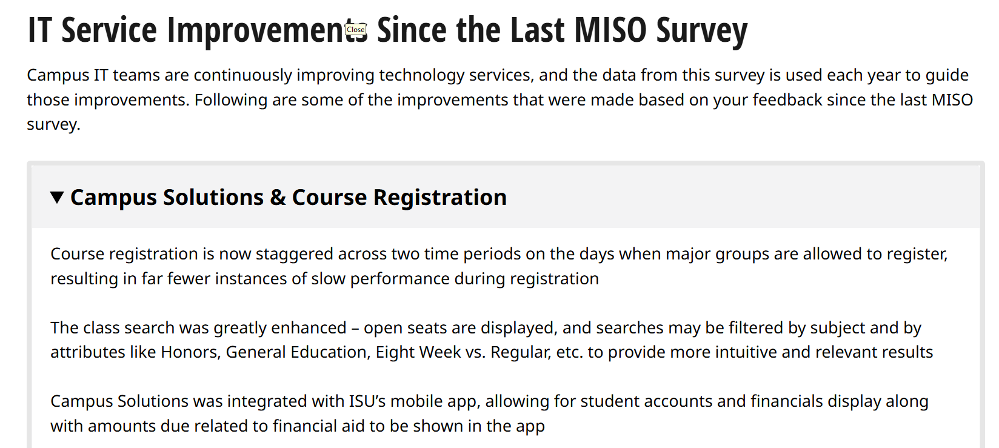 IT Service Improvements Since the Last MISO Survey
Close
Campus IT teams are continuously improving technology services, and the data from this survey is used each year to guide
those improvements. Following are some of the improvements that were made based on your feedback since the last MISO
survey.
Campus Solutions & Course Registration
Course registration is now staggered across two time periods on the days when major groups are allowed to register,
resulting in far fewer instances of slow performance during registration
The class search was greatly enhanced – open seats are displayed, and searches may be filtered by subject and by
attributes like Honors, General Education, Eight Week vs. Regular, etc. to provide more intuitive and relevant results
Campus Solutions was integrated with ISU’s mobile app, allowing for student accounts and financials display along
with amounts due related to financial aid to be shown in the app